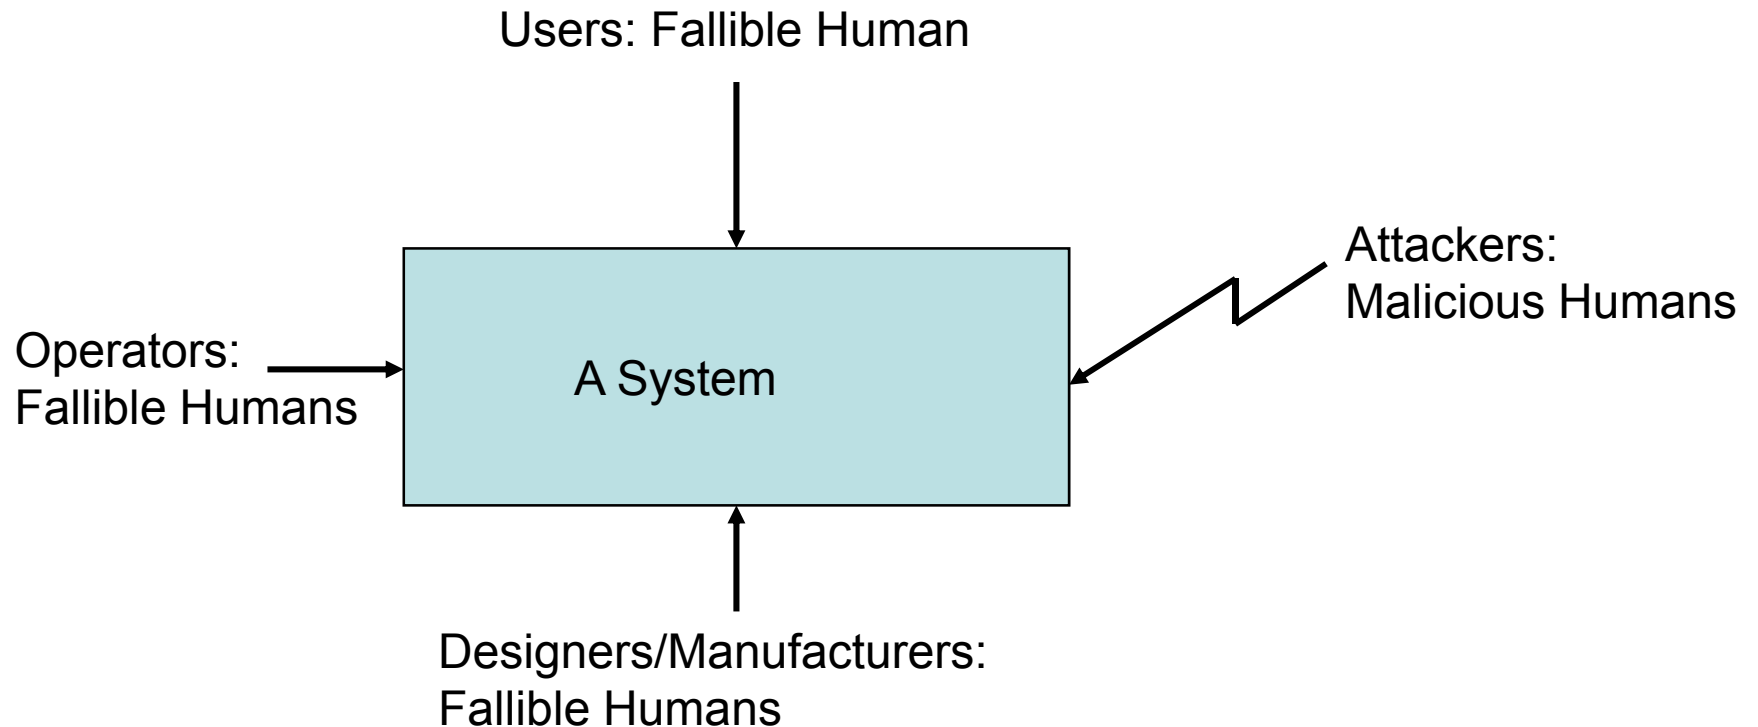 Users: Fallible Human
Attackers:
Malicious Humans
Operators:
Fallible Humans
A System
Designers/Manufacturers:
Fallible Humans